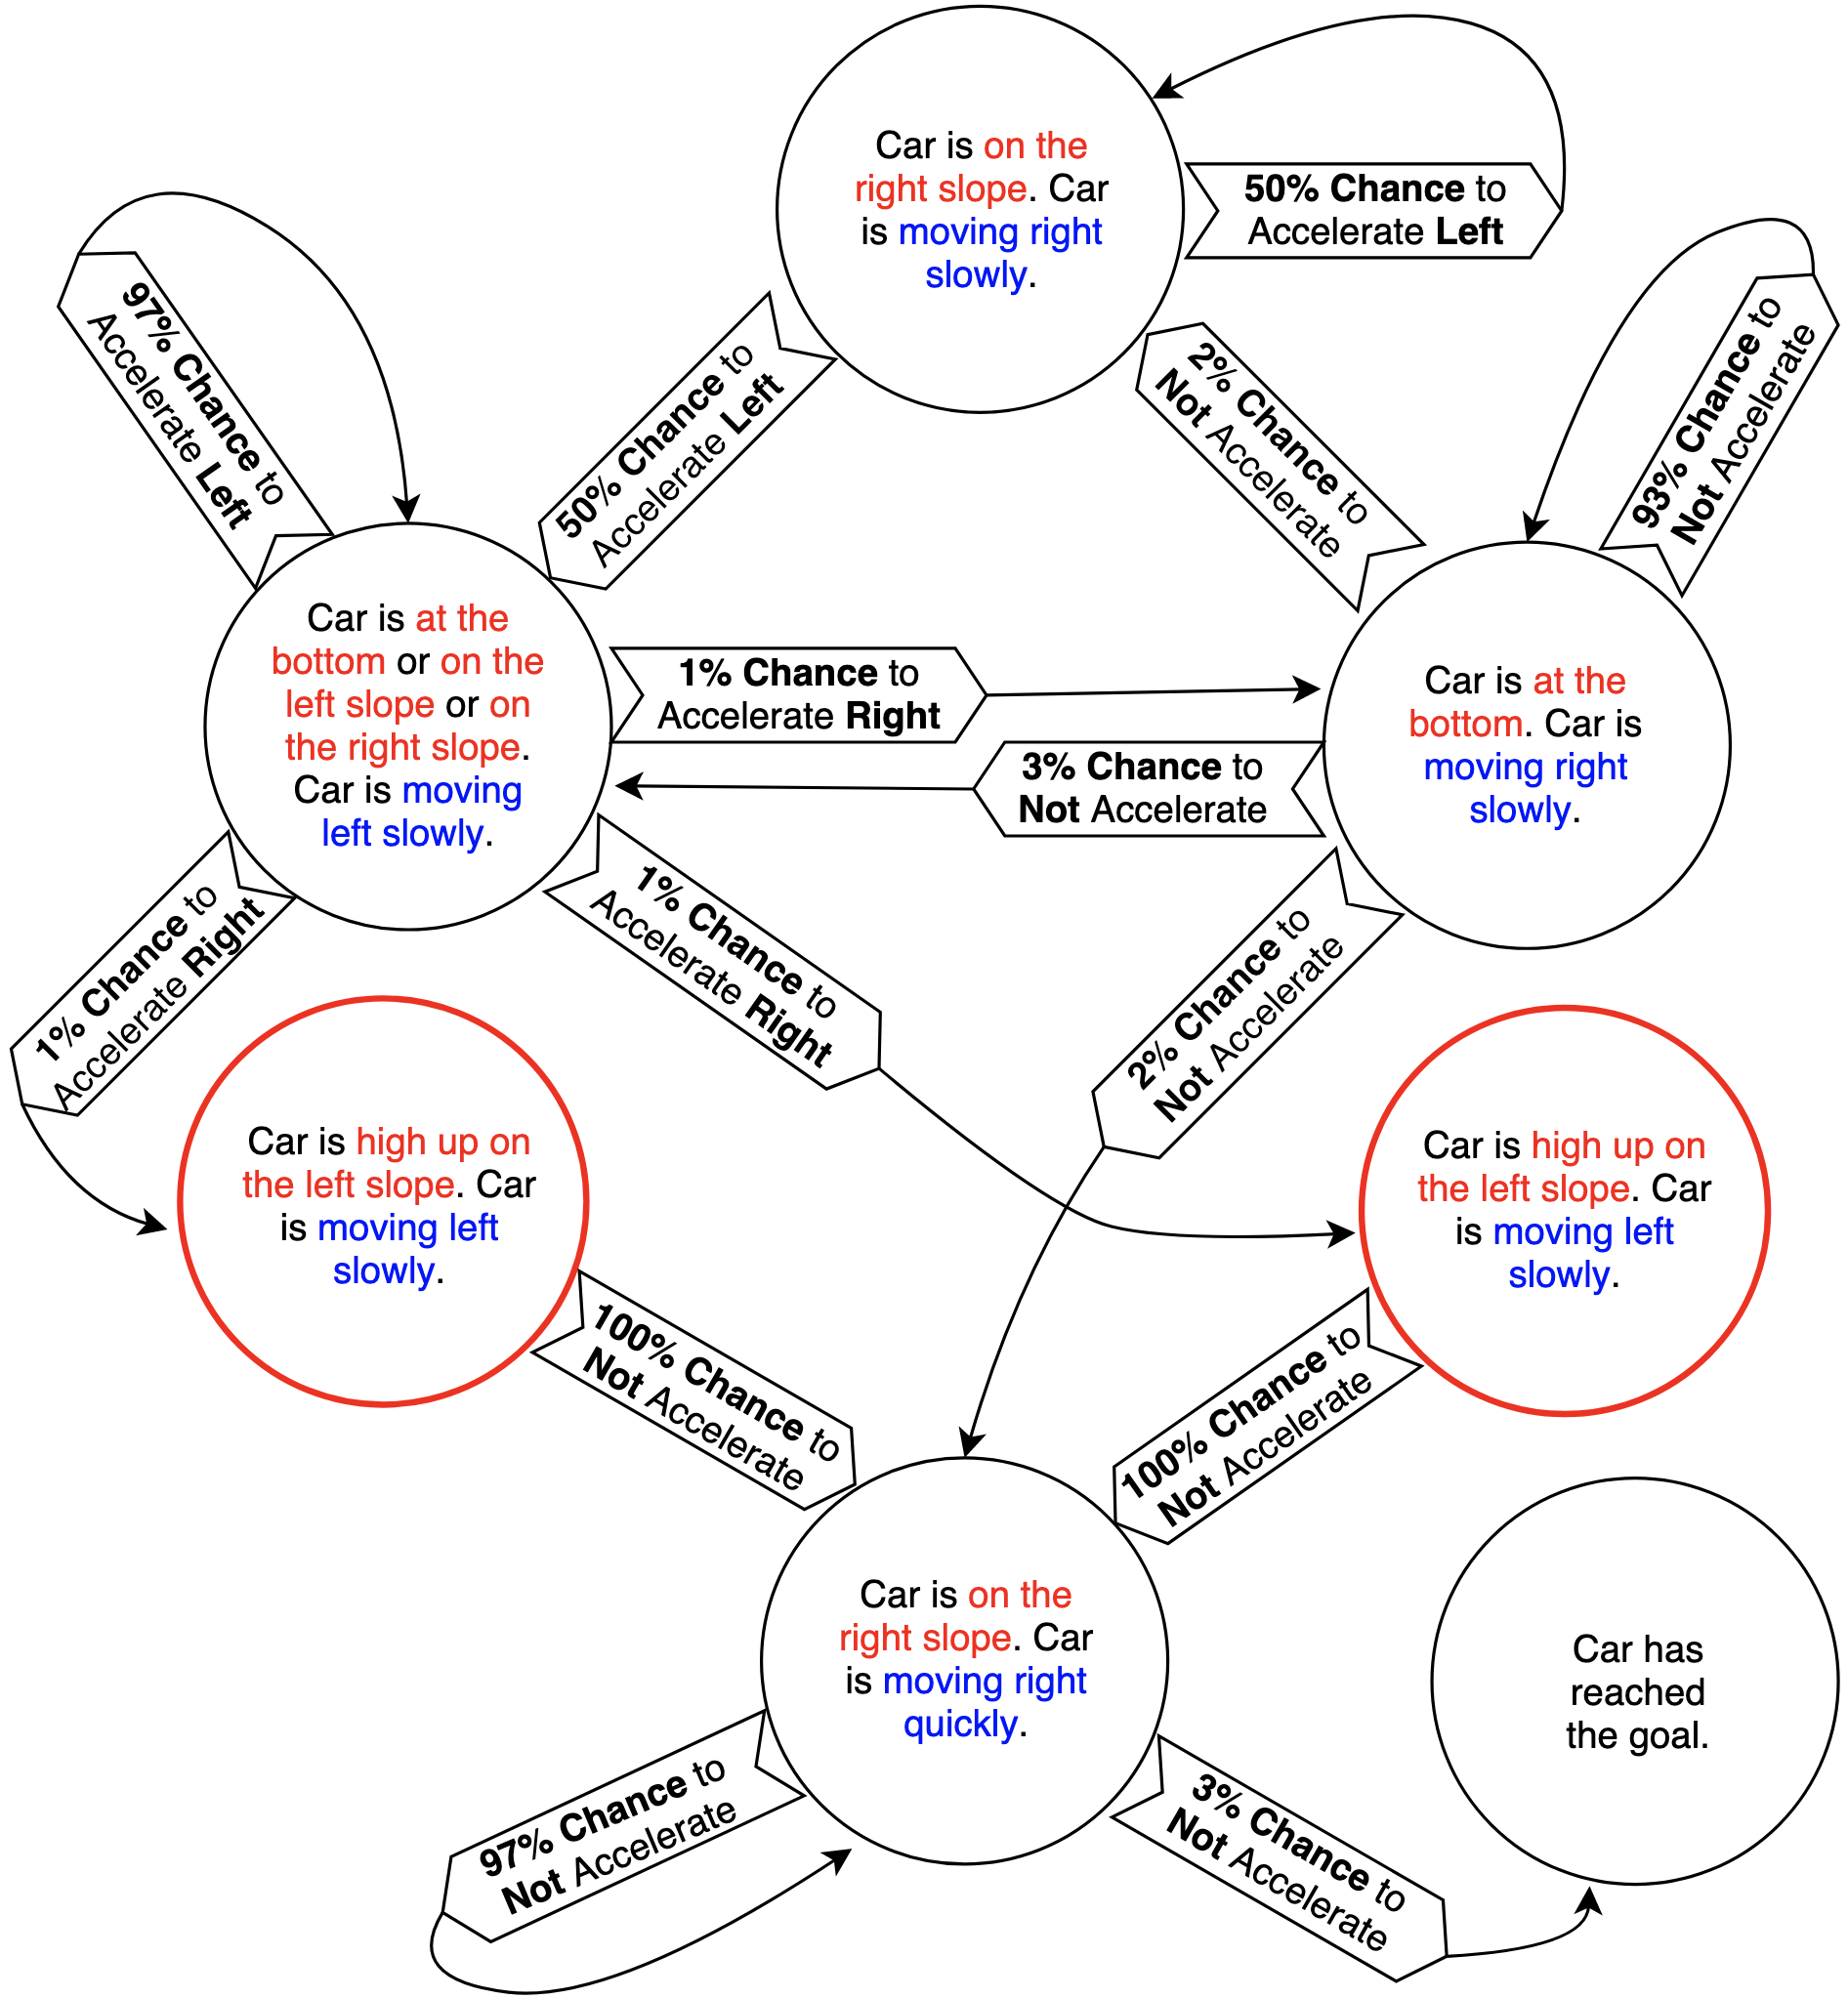 Car is on the
right slope. Car
is moving right
slowly.
50% Chance to
Accelerate Left
97% Chance to
Accelerate Left
50% Chance to
Accelerate Left
2% Chance to
Not Accelerate
93% Chance to
Not Accelerate
Car is at the
bottom or on the
left slope or on
the right slope.
Car is moving
left slowly.
1% Chance to
Accelerate Right
3% Chance to
Not Accelerate
Car is at the
bottom. Car is
moving right
slowly.
1% Chance to
Accelerate Right
1% Chance to
Accelerate Right
2% Chance to
Not Accelerate
Car is high up on
the left slope. Car
is moving left
slowly.
Car is high up on
the left slope. Car
is moving left
slowly.
100% Chance to
Not Accelerate
100% Chance to
Not Accelerate
Car is on the
right slope. Car
is moving right
quickly.
Car has
reached
the goal.
97% Chance to
Not Accelerate
3% Chance to
Not Accelerate